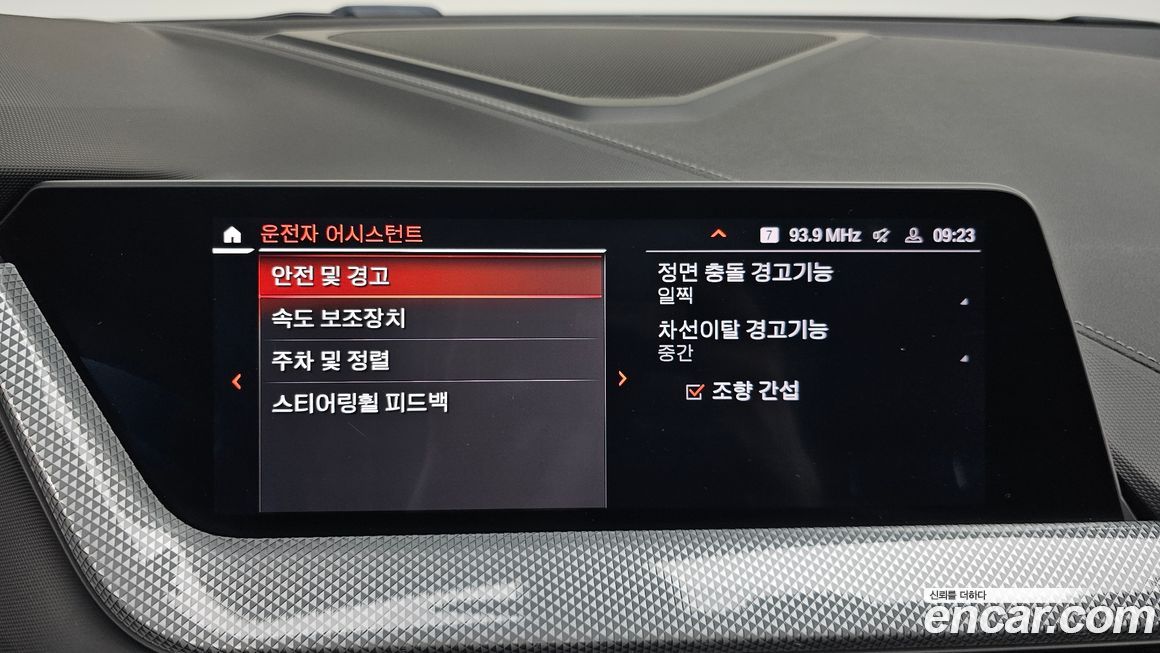 운전자 어시스턴트
7 93.9 MHz 09:23
안전 및 경고
속도 보조장치
주차 및 정렬
스티어링휠 피드백
정면 충돌 경고기능
일찍
차선이탈 경고기능
중간
조향 간섭
신뢰를 더하다
encar.com